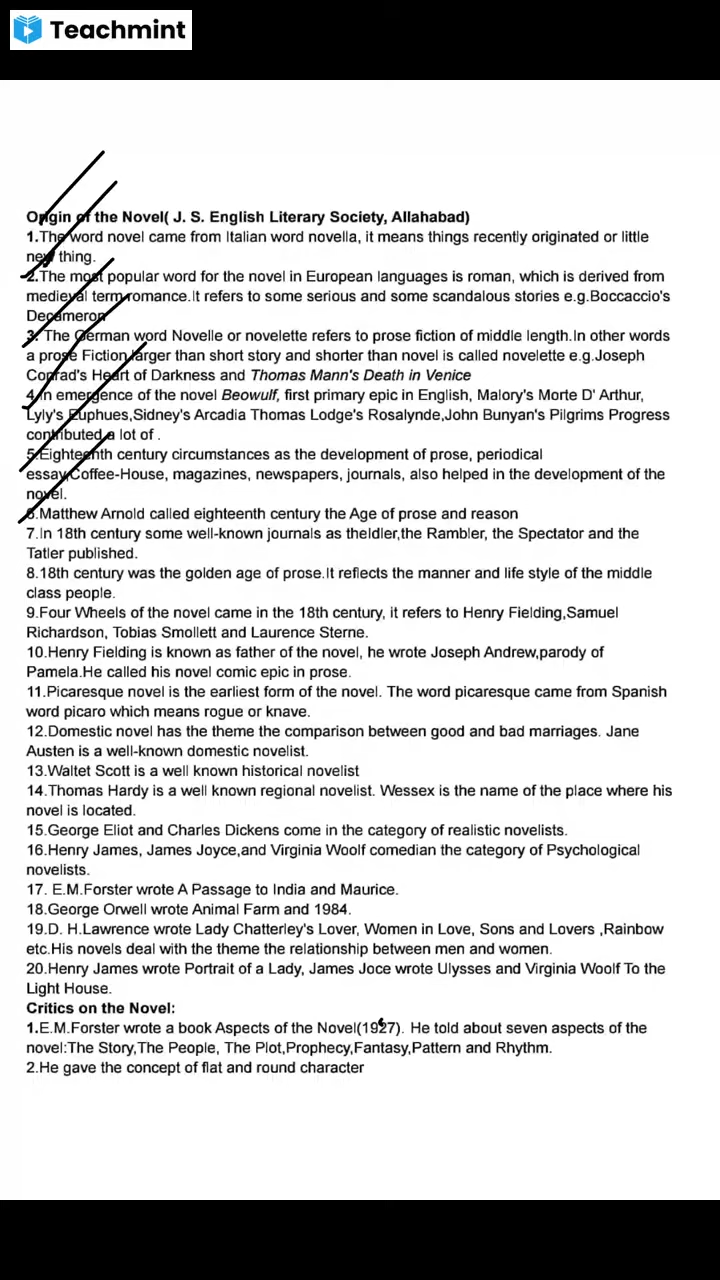 Teachmint
Origin of the Novel( J. S. English Literary Society, Allahabad)
1.The word novel came from Italian word novella, it means things recently originated or little
new thing.
2.The most popular word for the novel in European languages is roman, which is derived from
medieval term romance.It refers to some serious and some scandalous stories e.g.Boccaccio's
Decameron
3. The German word Novelle or novelette refers to prose fiction of middle length.In other words
a prose Fiction larger than short story and shorter than novel is called novelette e.g.Joseph
Conrad's Heart of Darkness and Thomas Mann's Death in Venice
4.In emergence of the novel Beowulf, first primary epic in English, Malory's Morte D' Arthur,
Lyly's Euphues,Sidney's Arcadia Thomas Lodge's Rosalynde,John Bunyan's Pilgrims Progress
contributed a lot of .
5.Eighteenth century circumstances as the development of prose, periodical
essay,Coffee-House, magazines, newspapers, journals, also helped in the development of the
novel.
6.Matthew Arnold called eighteenth century the Age of prose and reason
7.In 18th century some well-known journals as theIdler,the Rambler, the Spectator and the
Tatler published.
8.18th century was the golden age of prose.It reflects the manner and life style of the middle
class people.
9.Four Wheels of the novel came in the 18th century, it refers to Henry Fielding,Samuel
Richardson, Tobias Smollett and Laurence Sterne.
10.Henry Fielding is known as father of the novel, he wrote Joseph Andrew,parody of
Pamela.He called his novel comic epic in prose.
11.Picaresque novel is the earliest form of the novel. The word picaresque came from Spanish
word picaro which means rogue or knave.
12.Domestic novel has the theme the comparison between good and bad marriages. Jane
Austen is a well-known domestic novelist.
13.Waltet Scott is a well known historical novelist
14.Thomas Hardy is a well known regional novelist. Wessex is the name of the place where his
novel is located.
15.George Eliot and Charles Dickens come in the category of realistic novelists.
16.Henry James, James Joyce,and Virginia Woolf comedian the category of Psychological
novelists.
17. E.M.Forster wrote A Passage to India and Maurice.
18.George Orwell wrote Animal Farm and 1984.
19.D. H.Lawrence wrote Lady Chatterley's Lover, Women in Love, Sons and Lovers ,Rainbow
etc.His novels deal with the theme the relationship between men and women.
20.Henry James wrote Portrait of a Lady, James Joce wrote Ulysses and Virginia Woolf To the
Light House.
Critics on the Novel:
1.E.M.Forster wrote a book Aspects of the Novel(1927). He told about seven aspects of the
novel:The Story,The People, The Plot,Prophecy,Fantasy,Pattern and Rhythm.
2.He gave the concept of flat and round character